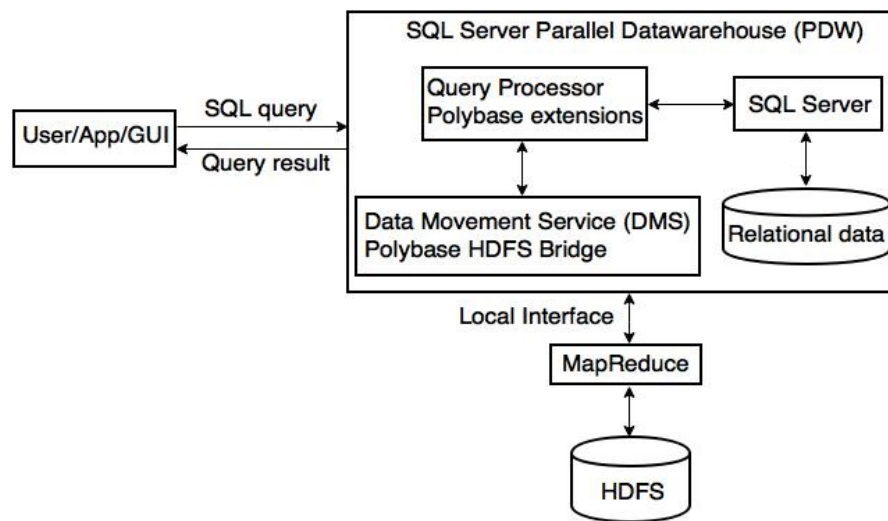 SQL Server Parallel Datawarehouse (PDW)
Query Processor
Polybase extensions
SQL Server
SQL query
User/App/GUI
Query result
Data Movement Service (DMS)
Polybase HDFS Bridge
Relational data
Local Interface
MapReduce
HDFS